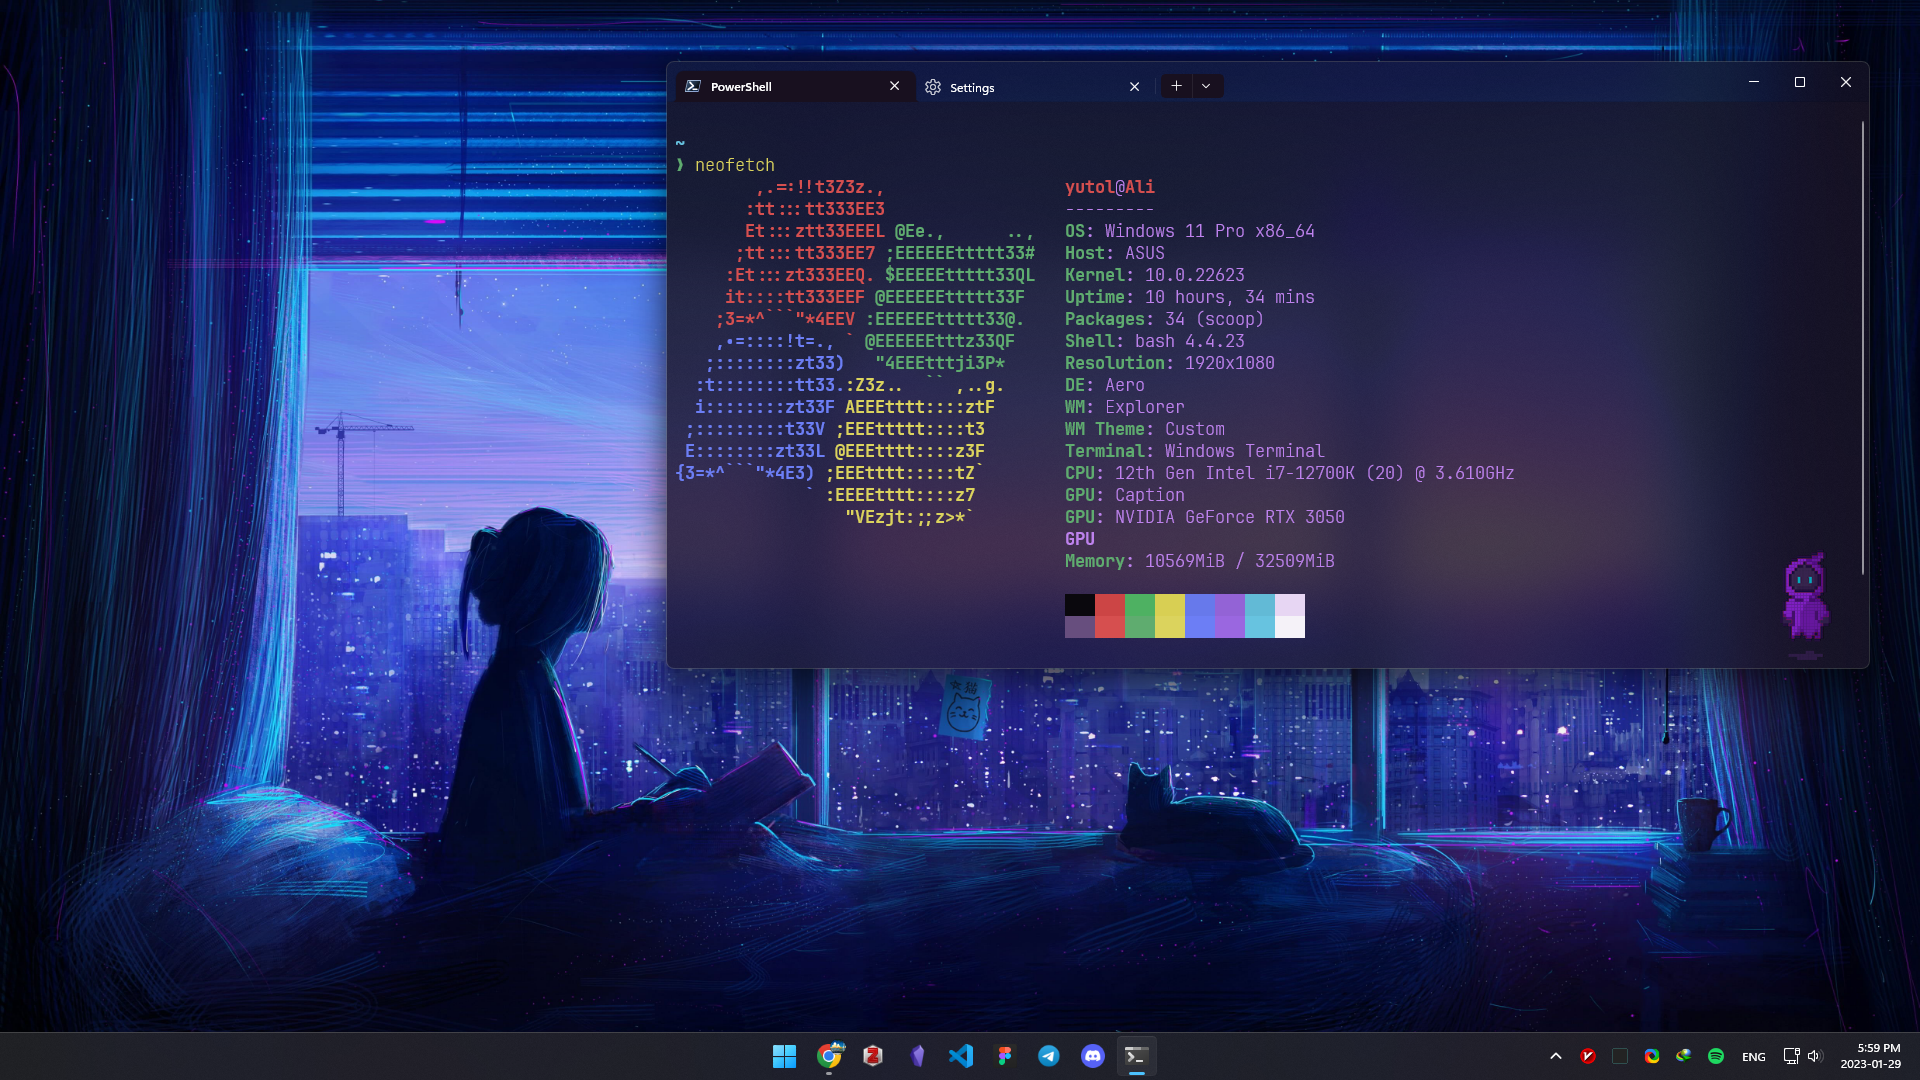 PowerShell
Settings
~
❯ neofetch
,.=:!!t3Z3z.,
:tt:::tt333EE3
Et:::ztt33EEEL @Ee.,      ..,
;tt:::tt333EE7 ;EEEEEEttttt33#
:Et:::zt333EEQ. $EEEEEttttt33QL
it::::tt333EEF @EEEEEEttttt33F
;3=*^```"*4EEV :EEEEEEttttt33@.
,•=::::!t=., ` @EEEEEEtttz33QF
;::::::::zt33)   "4EEEtttji3P*
:t::::::::tt33.:Z3z..  `` ,..g.
i::::::::zt33F AEEEtttt::::ztF
;:::::::::t33V ;EEEttttt::::t3
E::::::::zt33L @EEEtttt::::z3F
{3=*^```"*4E3) ;EEEtttt:::::tZ`
` :EEEEtttt::::z7
"VEzjt:;;z>*`
yutol@Ali
---------
OS: Windows 11 Pro x86_64
Host: ASUS
Kernel: 10.0.22623
Uptime: 10 hours, 34 mins
Packages: 34 (scoop)
Shell: bash 4.4.23
Resolution: 1920x1080
DE: Aero
WM: Explorer
WM Theme: Custom
Terminal: Windows Terminal
CPU: 12th Gen Intel i7-12700K (20) @ 3.610GHz
GPU: Caption
GPU: NVIDIA GeForce RTX 3050
GPU
Memory: 10569MiB / 32509MiB
ENG
5:59 PM
2023-01-29